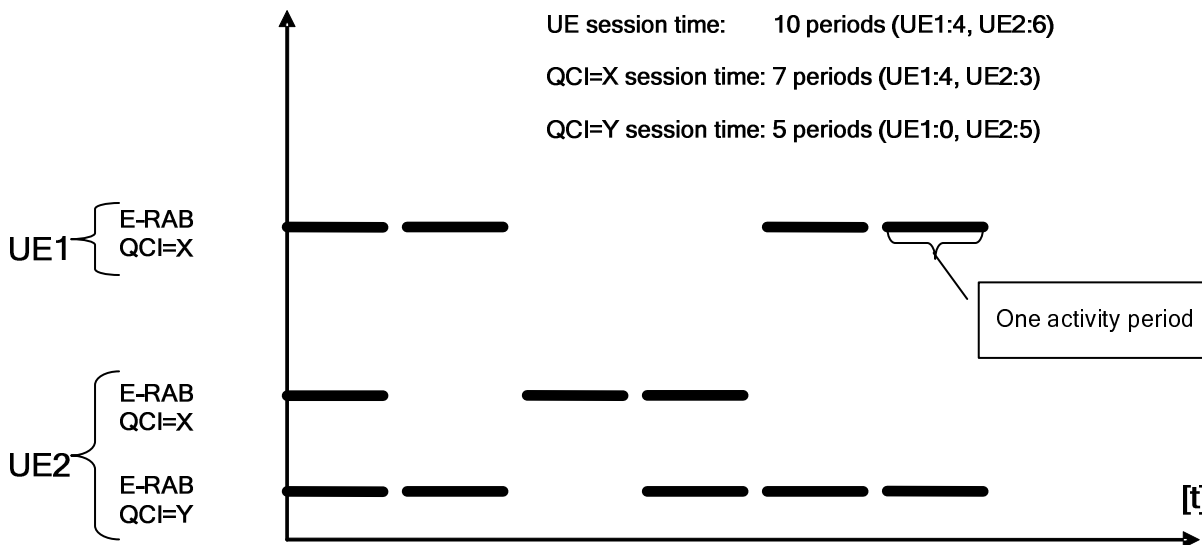 UE session time: 10 periods (UE1:4, UE2:6)
QCI=X session time: 7 periods (UE1:4, UE2:3)
QCI=Y session time: 5 periods (UE1:0, UE2:5)
UE1
E-RAB
QCI=X
One activity period
UE2
E-RAB
QCI=X
E-RAB
QCI=Y
[t]